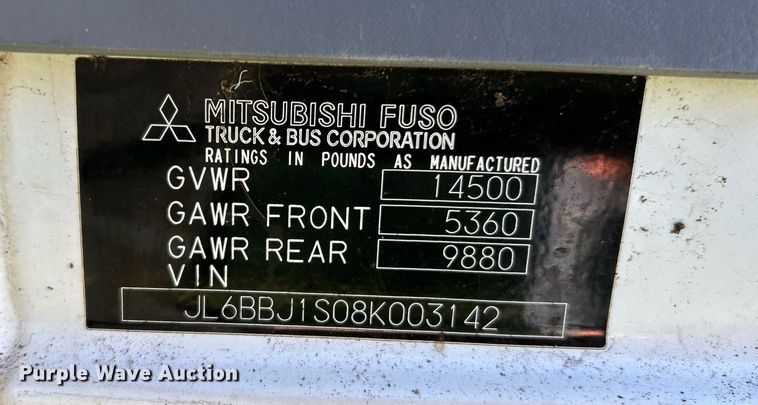 MITSUBISHI FUSO
TRUCK & BUS CORPORATION
RATINGS IN POUNDS AS MANUFACTURED
GVWR 14500
GAWR FRONT 5360
GAWR REAR 9880
VIN
JL6BBJ1S08K003142
Purple Wave Auction